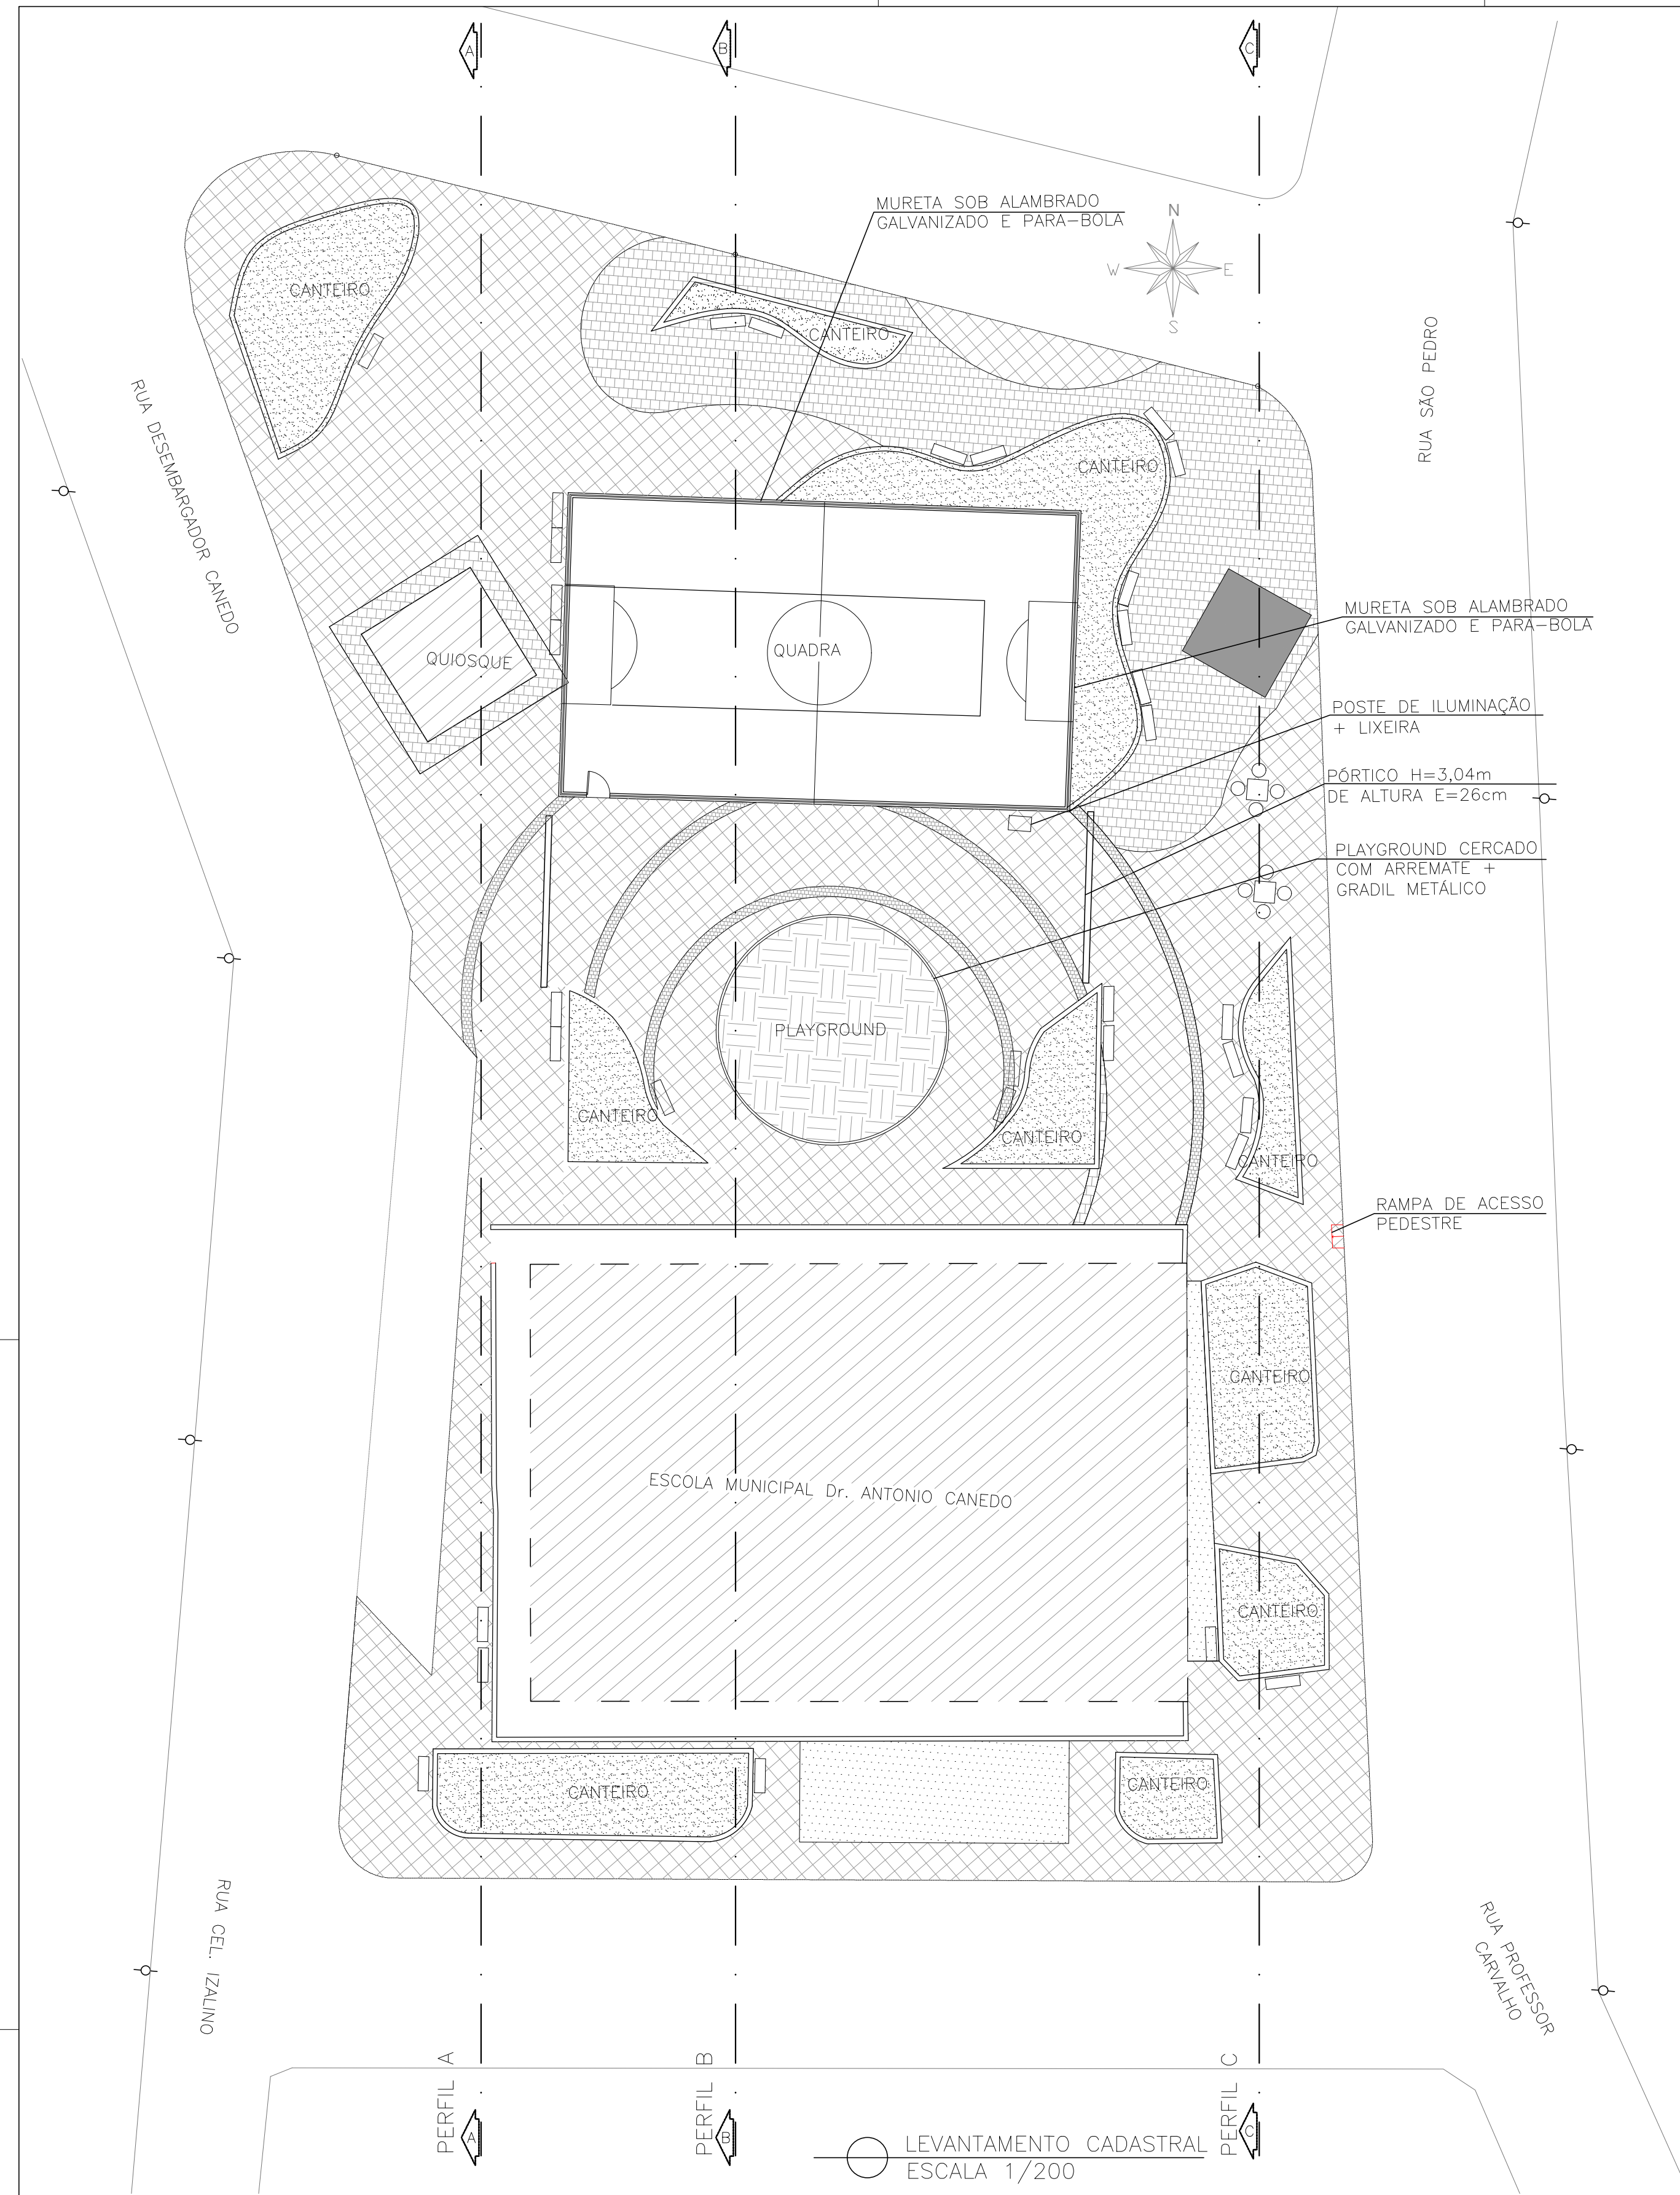 A
B
C
MURETA SOB ALAMBRADO
GALVANIZADO E PARA-BOLA
N
W
E
S
CANTEIRO
CANTEIRO
RUA SÃO PEDRO
RUA DESEMBARGADOR CANEDO
CANTEIRO
MURETA SOB ALAMBRADO
GALVANIZADO E PARA-BOLA
QUADRA
QUIOSQUE
POSTE DE ILUMINAÇÃO
+ LIXEIRA
PÓRTICO H=3,04m
DE ALTURA E=26cm
PLAYGROUND CERCADO
COM ARREMATE +
GRADIL METÁLICO
PLAYGROUND
CANTEIRO
CANTEIRO
CANTEIRO
RAMPA DE ACESSO
PEDESTRE
CANTEIRO
ESCOLA MUNICIPAL Dr. ANTONIO CANEDO
CANTEIRO
CANTEIRO
CANTEIRO
RUA CEL. IZALINO
RUA PROFESSOR
CARVALHO
PERFIL A
PERFIL B
PERFIL C
A
B
C
LEVANTAMENTO CADASTRAL
ESCALA 1/200